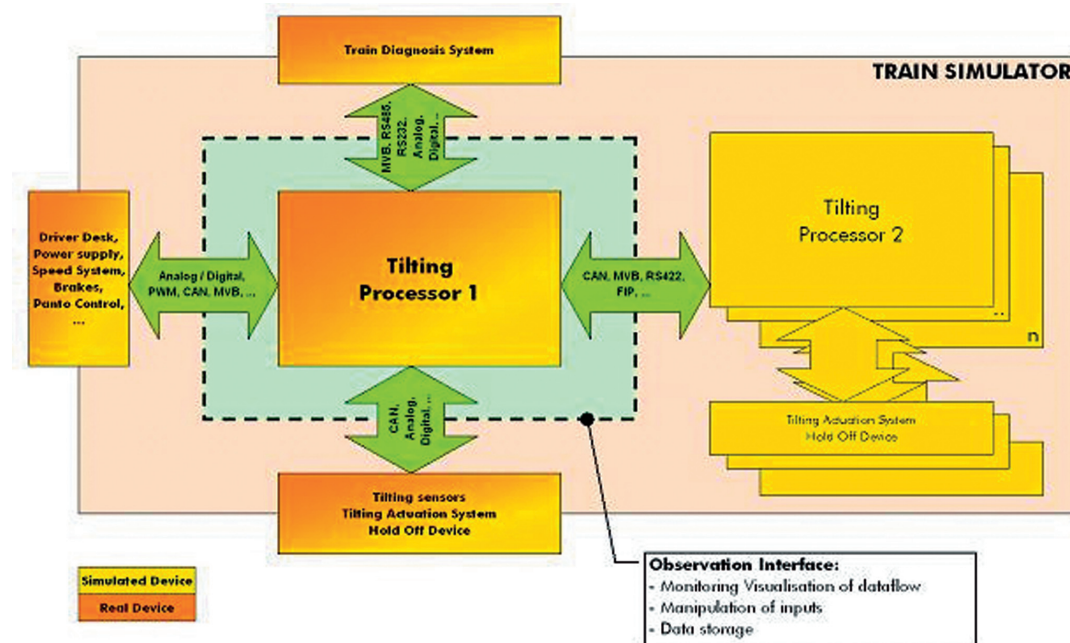 Train Diagnosis System
TRAIN SIMULATOR
MVB, RS485,
RS232,
Analog,
Digital, ...
Driver Desk,
Power supply,
Speed System,
Brakes,
Panto Control,
...
Analog / Digital,
PWM, CAN, MVB, ...
Tilting
Processor 1
CAN, MVB, RS422,
FIP, ...
Tilting
Processor 2
..
n
CAN,
Analog,
Digital, ...
Tilting Actuation System
Hold Off Device
Tilting sensors
Tilting Actuation System
Hold Off Device
Observation Interface:
- Monitoring Visualisation of dataflow
- Manipulation of inputs
- Data storage
Simulated Device
Real Device